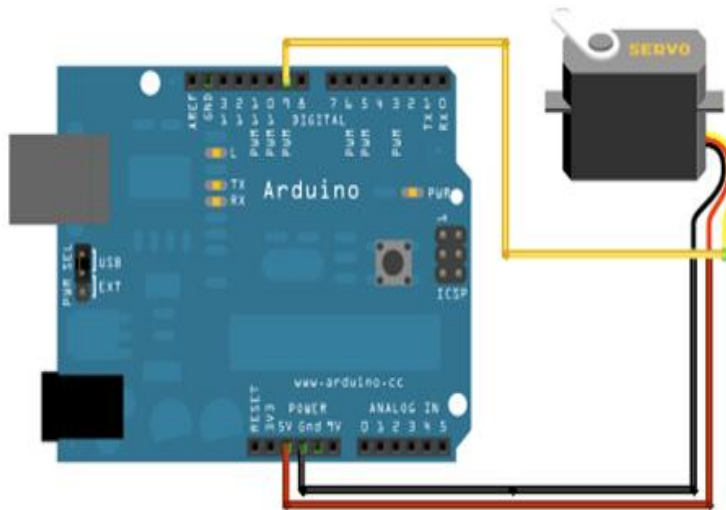 SERVO
AREF
GND
13
12
11
10
9
8
7
6
5
4
3
2
1
0
DIGITAL
PWM
PWM
PWM
PWM
PWM
PWM
TX
RX
L
TX
RX
Arduino
PWR
1
ICSP
PWR SEL
USB
EXT
www.arduino.cc
RESET
3V3
POWER
5V Gnd 9V
ANALOG IN
0 1 2 3 4 5